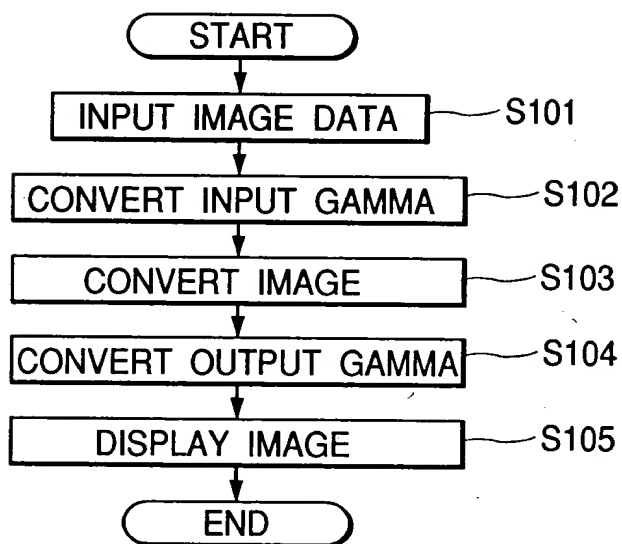 START
INPUT IMAGE DATA S101
CONVERT INPUT GAMMA S102
CONVERT IMAGE S103
CONVERT OUTPUT GAMMA S104
DISPLAY IMAGE S105
END